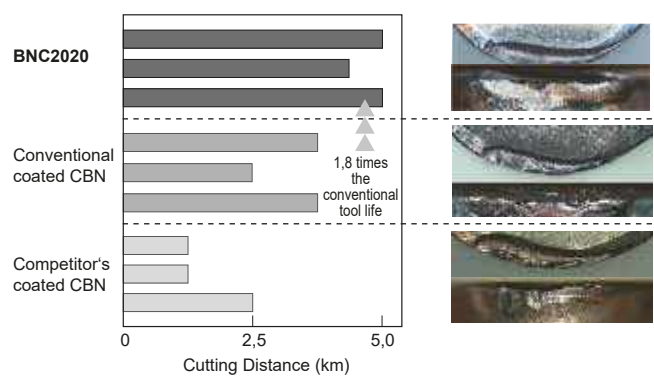 BNC2020
Conventional
coated CBN
1,8 times
the
conventional
tool life
Competitor's
coated CBN
0
2,5
5,0
Cutting Distance (km)